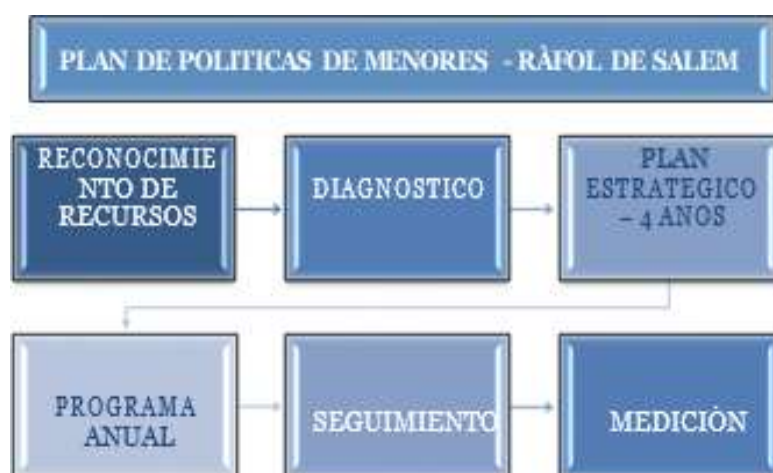 PLAN DE POLITICAS DE MENORES - RÀFOL DE SALEM
RECONOCIMIE
NTO DE
RECURSOS
DIAGNOSTICO
PLAN
ESTRATEGICO
– 4 ANOS
PROGRAMA
ANUAL
SEGUIMIENTO
MEDICIÒN